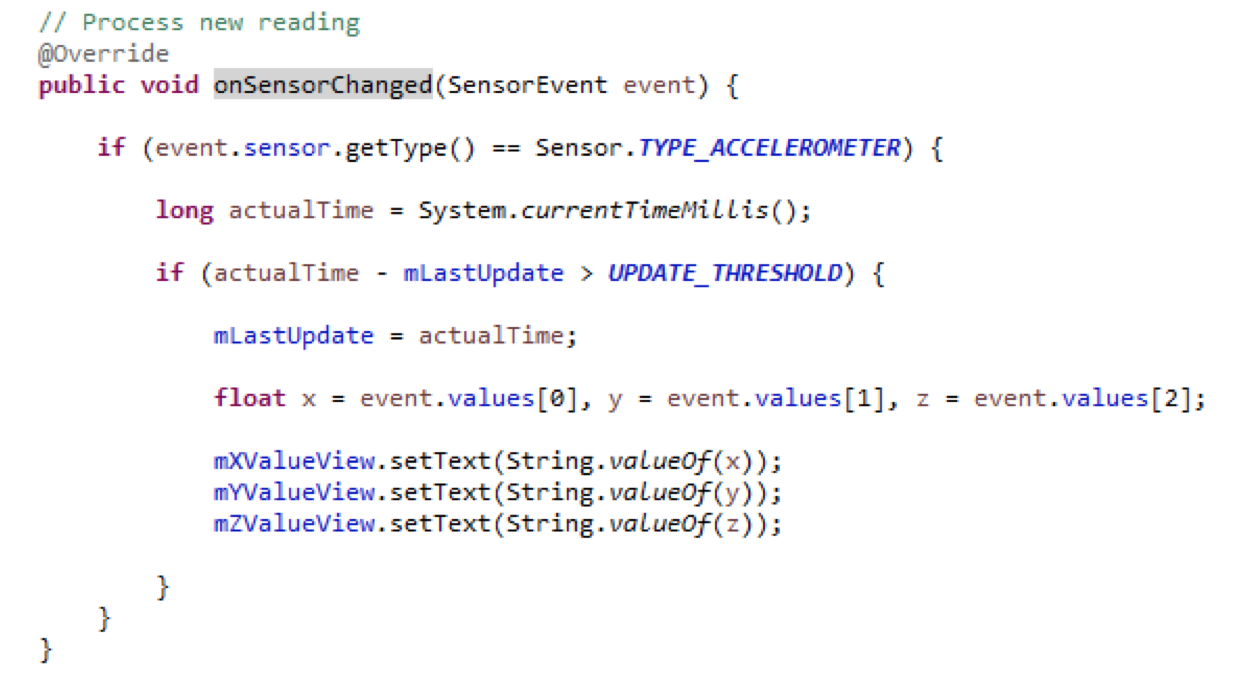 // Process new reading
@Override
public void onSensorChanged(SensorEvent event) {
if (event.sensor.getType() == Sensor.TYPE_ACCELEROMETER) {
long actualTime = System.currentTimeMillis();
if (actualTime - mLastUpdate > UPDATE_THRESHOLD) {
mLastUpdate = actualTime;
float x = event.values[0], y = event.values[1], z = event.values[2];
mXValueView.setText(String.valueOf(x));
mYValueView.setText(String.valueOf(y));
mZValueView.setText(String.valueOf(z));
}
}
}